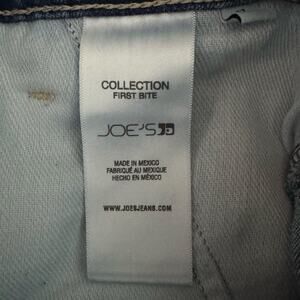 COLLECTION
FIRST BITE
JOE'S
MADE IN MEXICO
FABRIQUÉ AU MEXIQUE
HECHO EN MÉXICO
WWW.JOESJEANS.COM